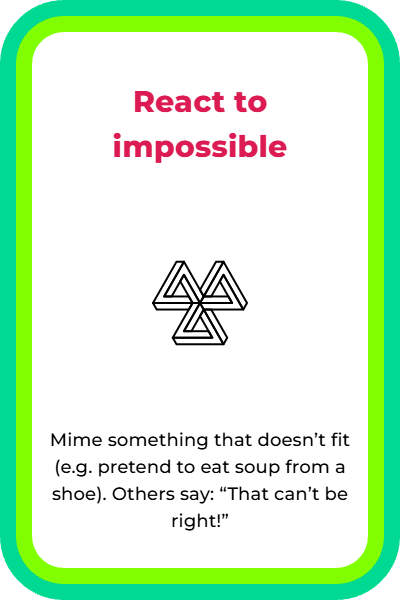 React to
impossible
Mime something that doesn’t fit
(e.g. pretend to eat soup from a
shoe). Others say: “That can’t be
right!”